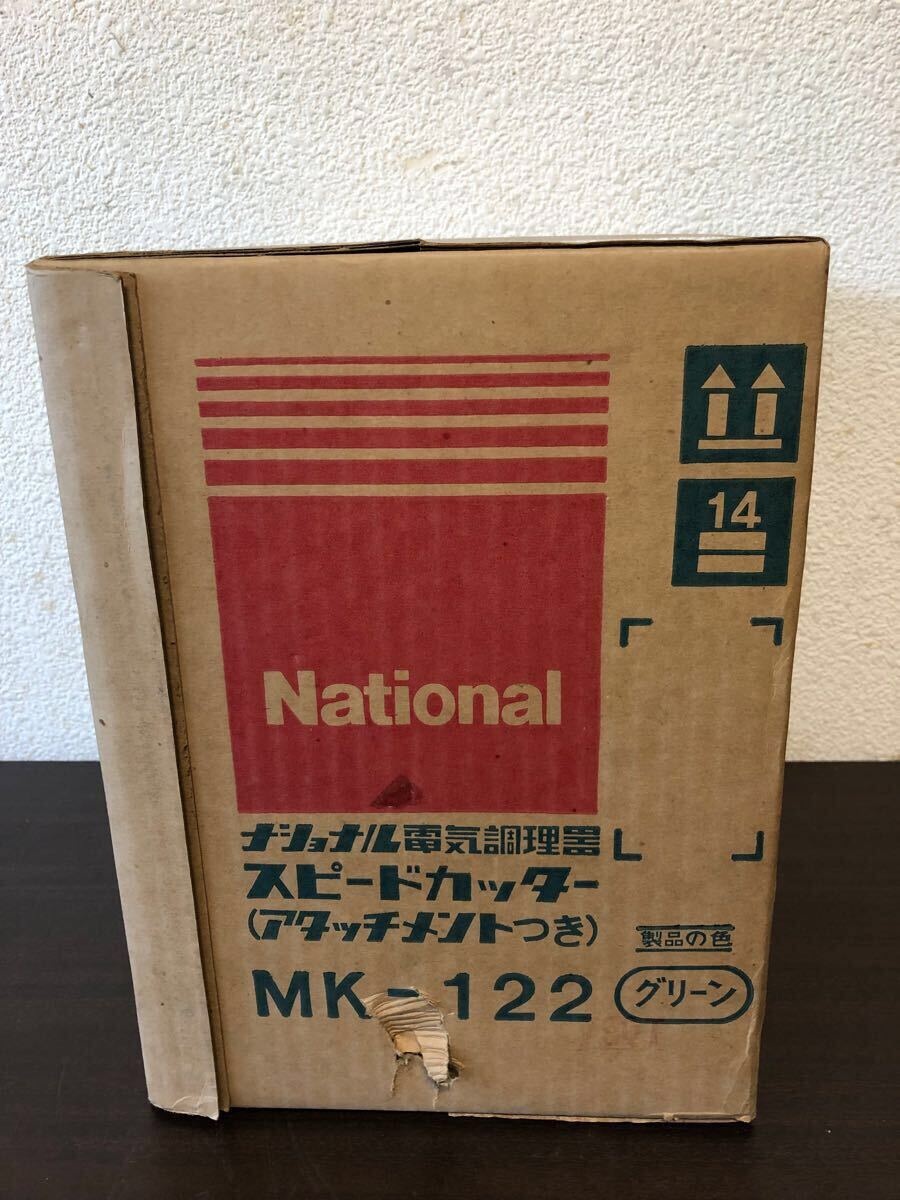 14
National
ナショナル電気調理器
スピードカッター
(アタッチメントつき)
製品の色
MK-122
グリーン